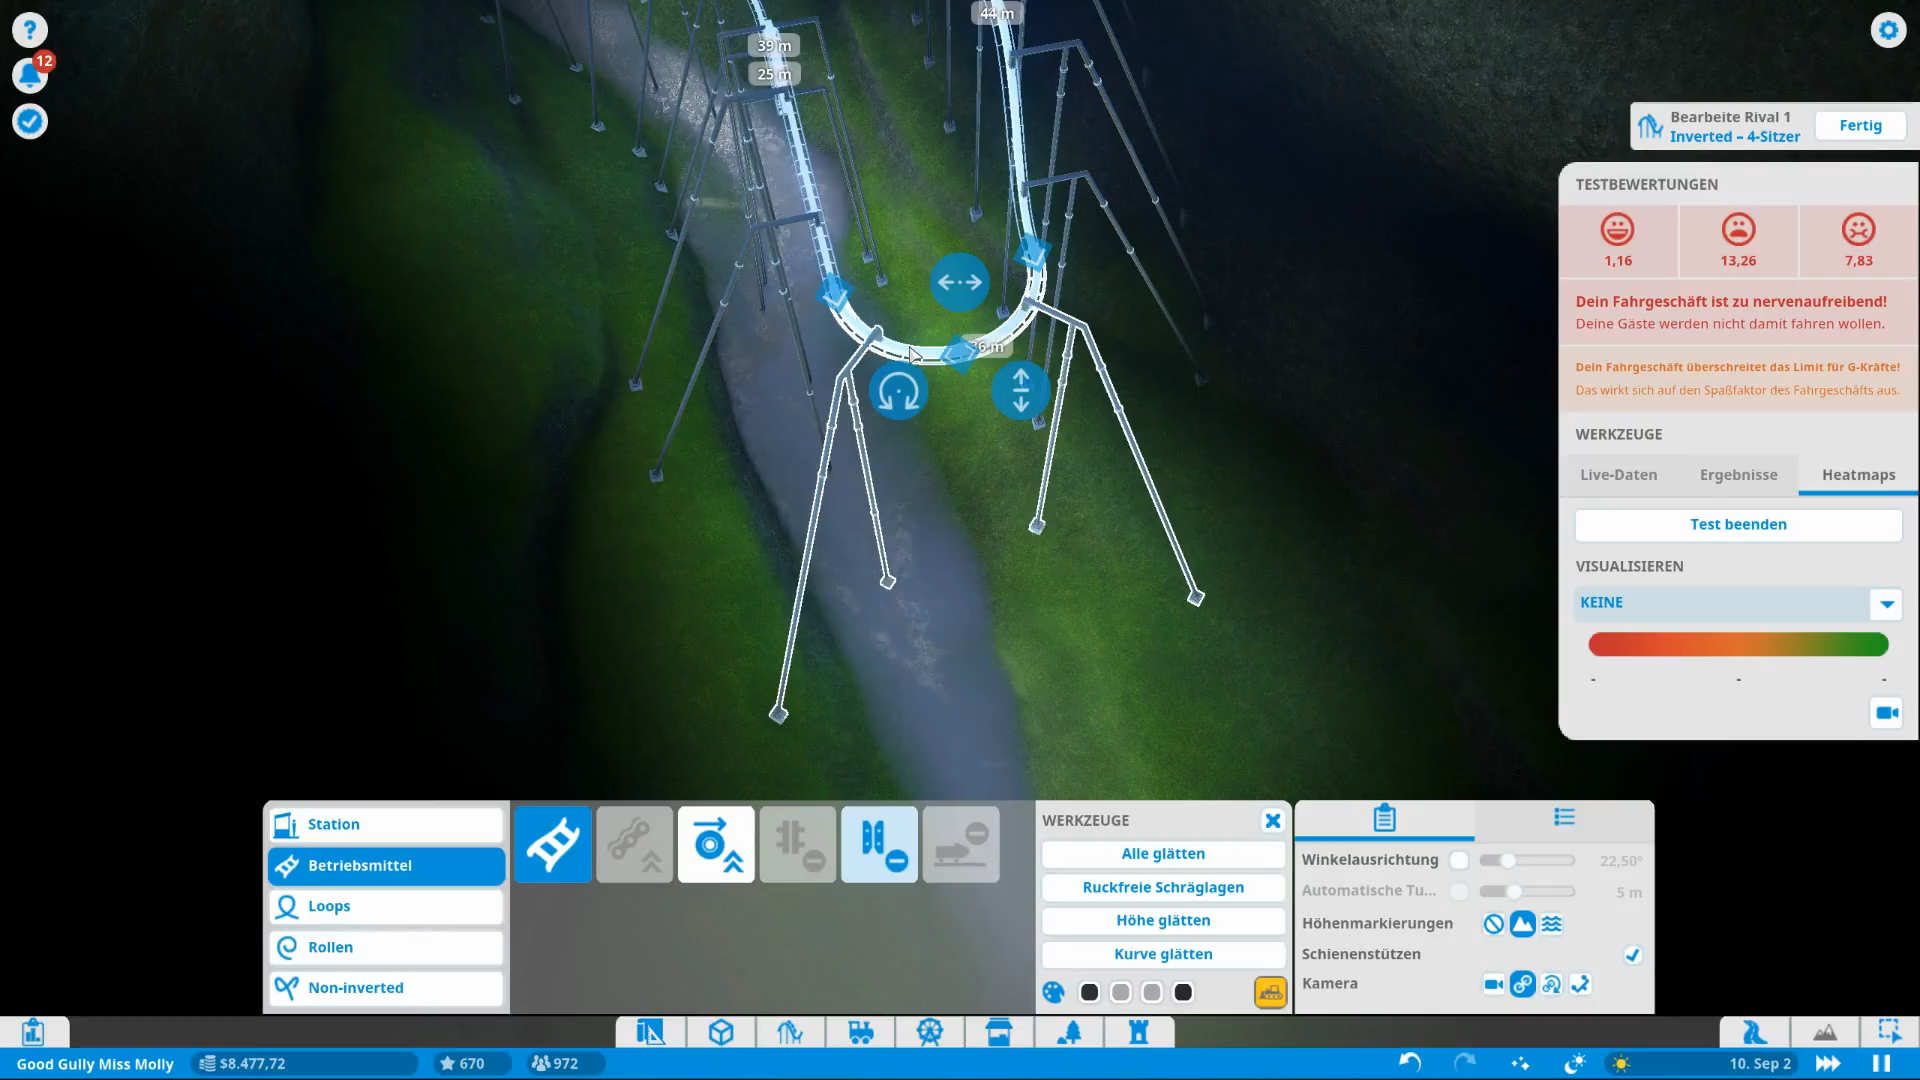 44 m
39 m
25 m
?
12
Bearbeite Rival 1
Inverted – 4-Sitzer
Fertig
TESTBEWERTUNGEN
1,16
13,26
7,83
Dein Fahrgeschäft ist zu nervenaufreibend!
Deine Gäste werden nicht damit fahren wollen.
Dein Fahrgeschäft überschreitet das Limit für G-Kräfte!
Das wirkt sich auf den Spaßfaktor des Fahrgeschäfts aus.
WERKZEUGE
Live-Daten
Ergebnisse
Heatmaps
Test beenden
VISUALISIEREN
KEINE
-
-
-
Station
Betriebsmittel
Loops
Rollen
Non-inverted
WERKZEUGE
Alle glätten
Ruckfreie Schräglagen
Höhe glätten
Kurve glätten
Winkelausrichtung
22,50°
Automatische Tu...
5 m
Höhenmarkierungen
Schienenstützen
Kamera
Good Gully Miss Molly
$8.477,72
670
972
10. Sep 2